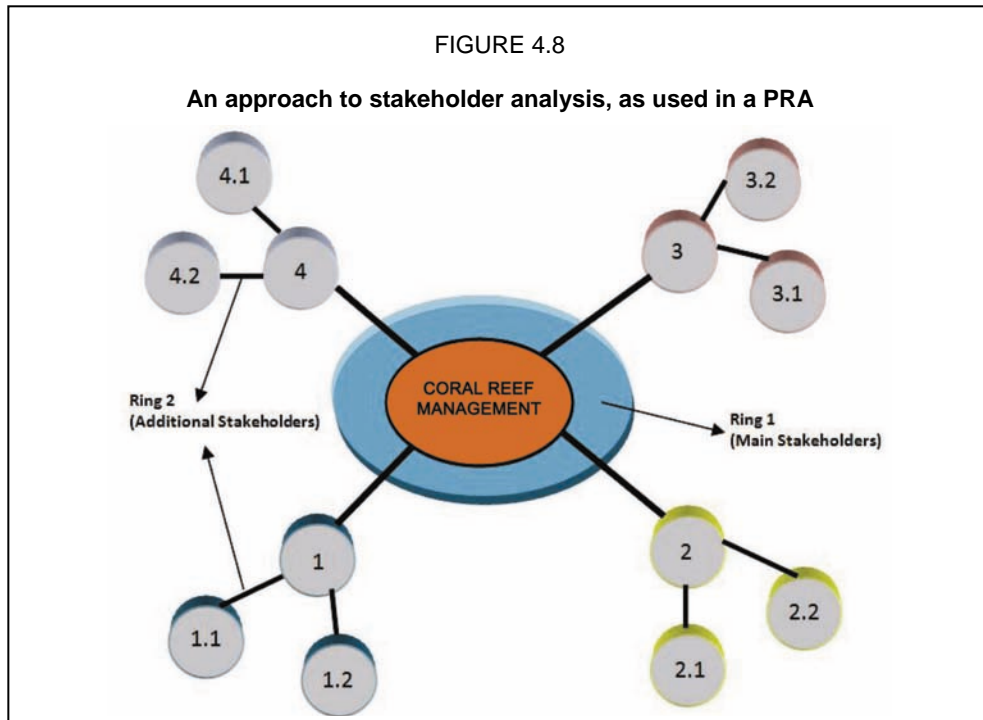 FIGURE 4.8
An approach to stakeholder analysis, as used in a PRA
4.1
3.2
4.2
4
3
3.1
CORAL REEF
MANAGEMENT
Ring 2
(Additional Stakeholders)
Ring 1
(Main Stakeholders)
1
2
1.1
1.2
2.1
2.2